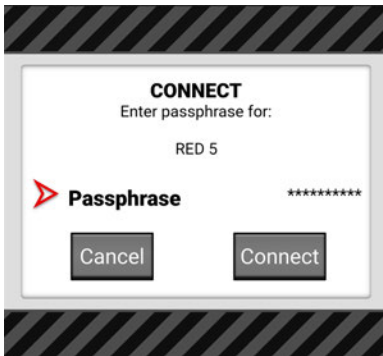 CONNECT
Enter passphrase for:
RED 5
Passphrase **********
Cancel Connect